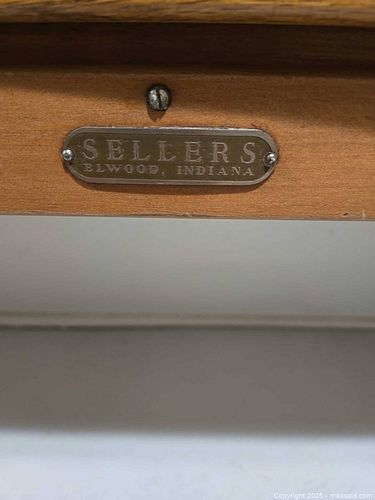 SELLERS
ELWOOD, INDIANA
Copyright 2025 - maxsold.com